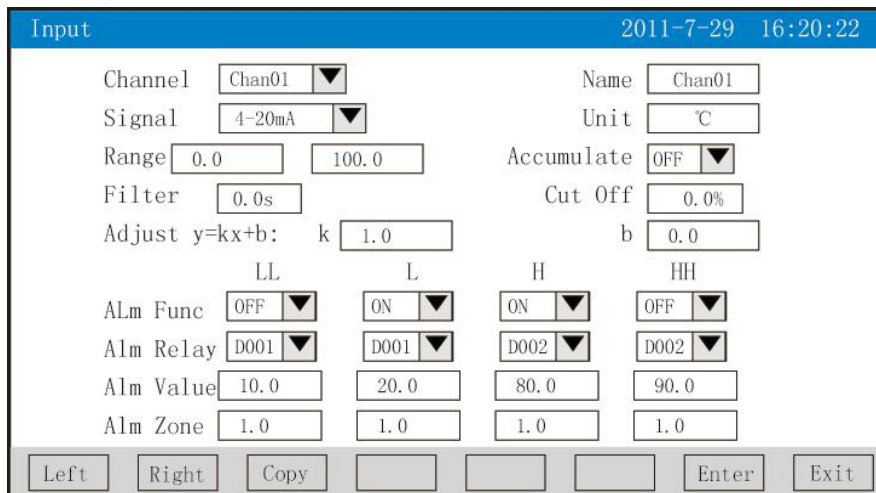 Input 2011-7-29 16:20:22
Channel Chan01 Name Chan01
Signal 4-20mA Unit ℃
Range 0.0 100.0 Accumulate OFF
Filter 0.0s Cut Off 0.0%
Adjust y=kx+b: k 1.0 b 0.0
LL L H HH
ALm Func OFF ON ON OFF
Alm Relay D001 D001 D002 D002
Alm Value 10.0 20.0 80.0 90.0
Alm Zone 1.0 1.0 1.0 1.0
Left Right Copy Enter Exit